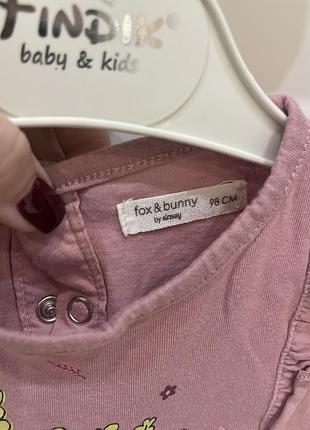 FINDIK
baby & kids
fox & bunny
by sinsay
98 CM